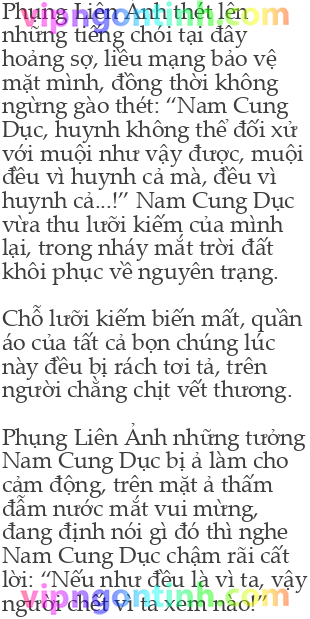 Phụng Liên Ảnh thét lên
những tiếng chói tai đầy
hoảng sợ, liều mạng bảo vệ
mặt mình, đồng thời không
ngừng gào thét: “Nam Cung
Dục, huynh không thể đối xử
với muội như vậy được, muội
đều vì huynh cả mà, đều vì
huynh cả...!” Nam Cung Dục
vừa thu lưỡi kiếm của mình
lại, trong nháy mắt trời đất
khôi phục về nguyên trạng.

Chỗ lưỡi kiếm biến mất, quần
áo của tất cả bọn chúng lúc
này đều bị rách tơi tả, trên
người chằng chịt vết thương.

Phụng Liên Ảnh những tưởng
Nam Cung Dục bị ả làm cho
cảm động, trên mặt ả thấm
đẫm nước mắt vui mừng,
đang định nói gì đó thì nghe
Nam Cung Dục chậm rãi cất
lời: “Nếu như đều là vì ta, vậy
ngươi chết vì ta xem nào!”
vipngontinh.com
vipngontinh.com